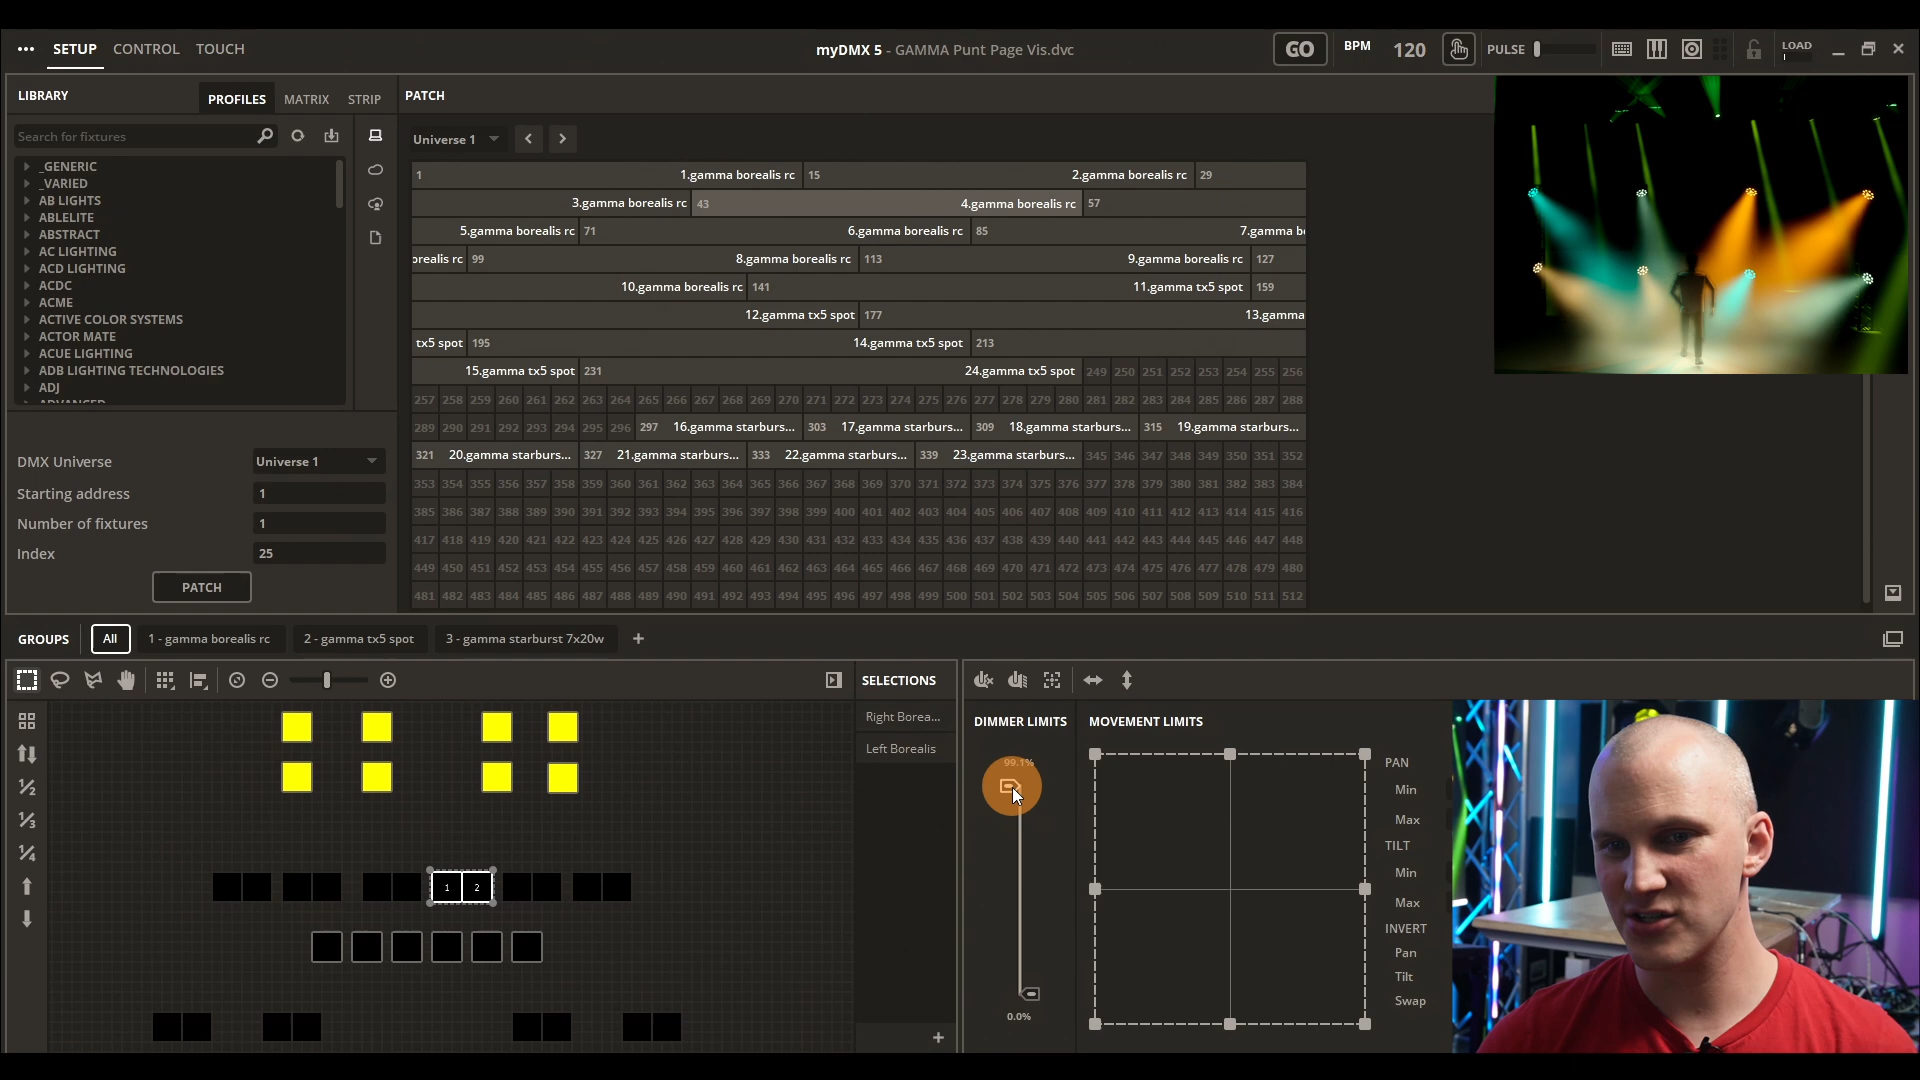 ••• SETUP CONTROL TOUCH
myDMX 5 - GAMMA Punt Page Vis.dvc
GO BPM 120 PULSE LOAD
LIBRARY PROFILES MATRIX STRIP
Search for fixtures
_GENERIC
_VARIED
AB LIGHTS
ABLELITE
ABSTRACT
AC LIGHTING
ACD LIGHTING
ACDC
ACME
ACTIVE COLOR SYSTEMS
ACTOR MATE
ACUE LIGHTING
ADB LIGHTING TECHNOLOGIES
ADJ
ADVANCED
DMX Universe Universe 1
Starting address 1
Number of fixtures 1
Index 25
PATCH
PATCH
Universe 1
1 1.gamma borealis rc 15 2.gamma borealis rc 29
3.gamma borealis rc 43 4.gamma borealis rc 57
5.gamma borealis rc 71 6.gamma borealis rc 85 7.gamma b
orealis rc 99 8.gamma borealis rc 113 9.gamma borealis rc 127
10.gamma borealis rc 141 11.gamma tx5 spot 159
12.gamma tx5 spot 177 13.gamma
tx5 spot 195 14.gamma tx5 spot 213
15.gamma tx5 spot 231 24.gamma tx5 spot 249 250 251 252 253 254 255 256
257 258 259 260 261 262 263 264 265 266 267 268 269 270 271 272 273 274 275 276 277 278 279 280 281 282 283 284 285 286 287 288
289 290 291 292 293 294 295 296 297 16.gamma starburs... 303 17.gamma starburs... 309 18.gamma starburs... 315 19.gamma starburs...
321 20.gamma starburs... 327 21.gamma starburs... 333 22.gamma starburs... 339 23.gamma starburs... 345 346 347 348 349 350 351 352
353 354 355 356 357 358 359 360 361 362 363 364 365 366 367 368 369 370 371 372 373 374 375 376 377 378 379 380 381 382 383 384
385 386 387 388 389 390 391 392 393 394 395 396 397 398 399 400 401 402 403 404 405 406 407 408 409 410 411 412 413 414 415 416
417 418 419 420 421 422 423 424 425 426 427 428 429 430 431 432 433 434 435 436 437 438 439 440 441 442 443 444 445 446 447 448
449 450 451 452 453 454 455 456 457 458 459 460 461 462 463 464 465 466 467 468 469 470 471 472 473 474 475 476 477 478 479 480
481 482 483 484 485 486 487 488 489 490 491 492 493 494 495 496 497 498 499 500 501 502 503 504 505 506 507 508 509 510 511 512
GROUPS All 1 - gamma borealis rc 2 - gamma tx5 spot 3 - gamma starburst 7x20w +
1/2
1/3
1/4
1 2
SELECTIONS
Right Borea...
Left Borealis
+
DIMMER LIMITS
99.1%
0.0%
MOVEMENT LIMITS
PAN
Min
Max
TILT
Min
Max
INVERT
Pan
Tilt
Swap